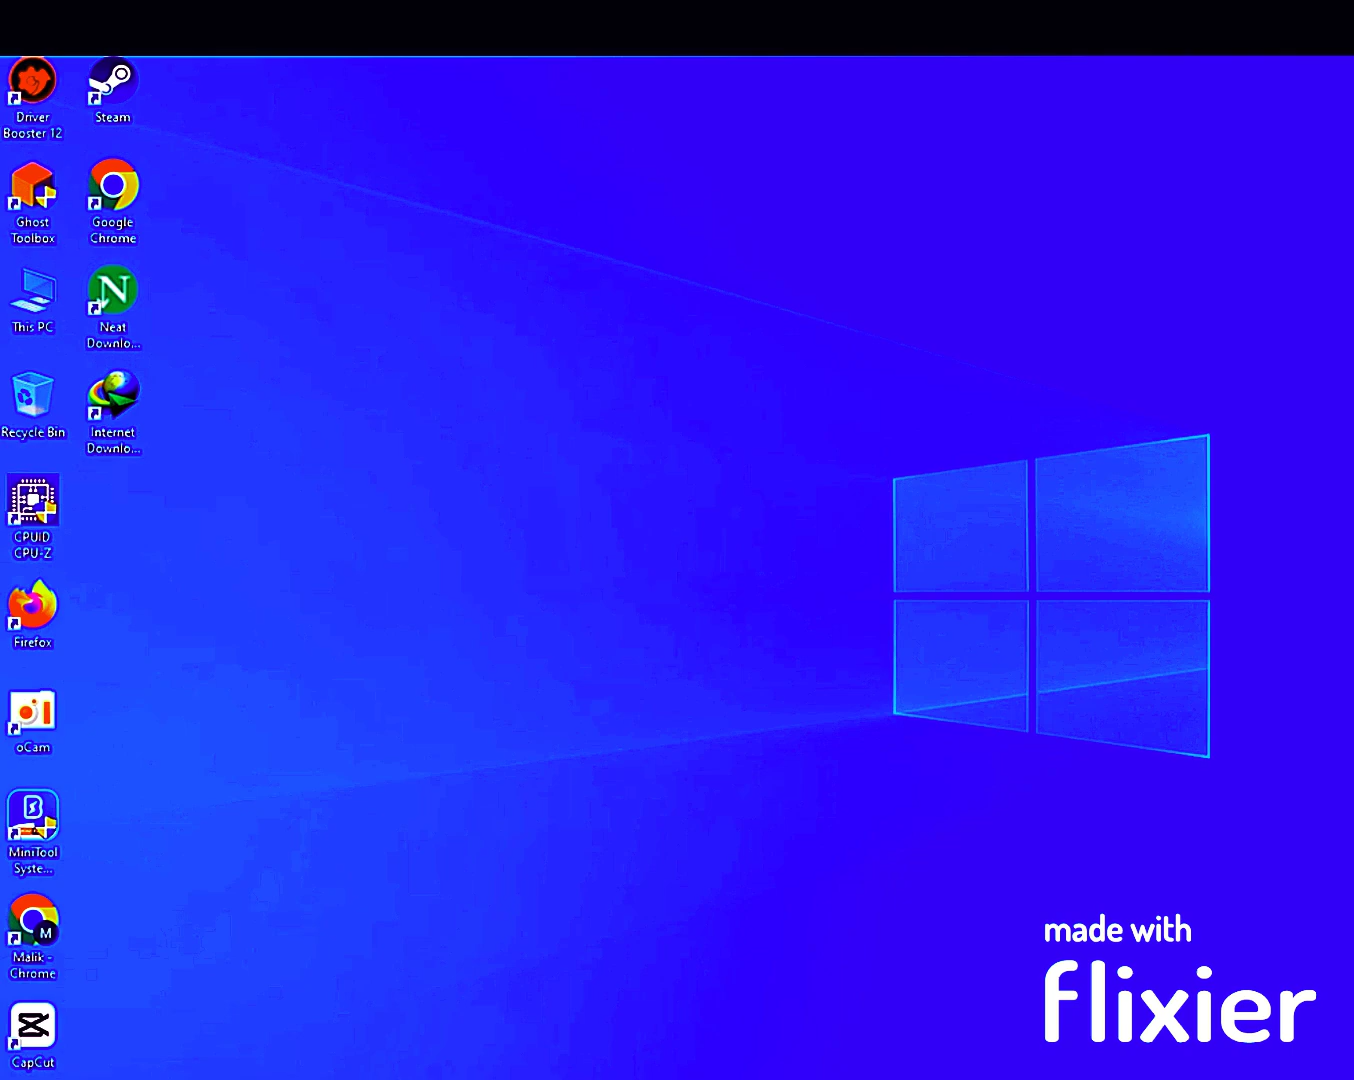 Driver
Booster 12
Steam
Ghost
Toolbox
Google
Chrome
This PC
N
Neat
Downlo...
Recycle Bin
Internet
Downlo...
CPUID
CPU-Z
Firefox
oCam
MiniTool
Syste...
M
Malik -
Chrome
CapCut
made with
flixier